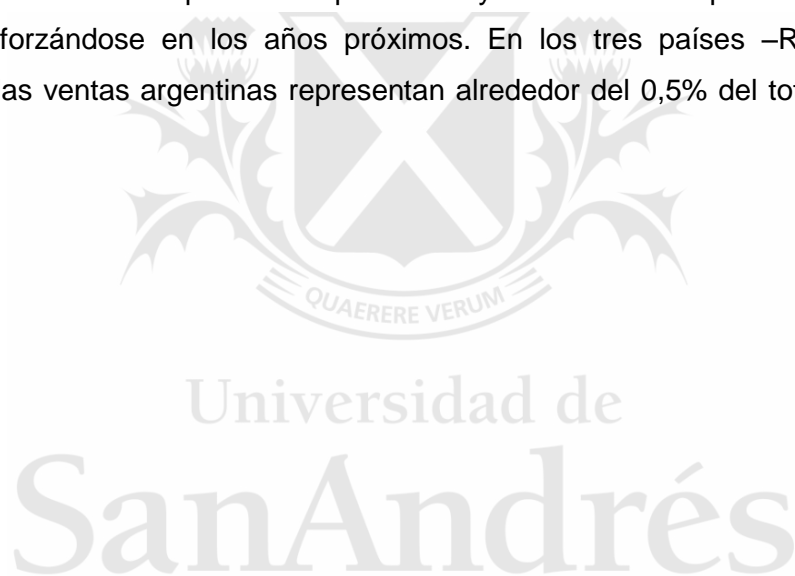 forzándose en los años próximos. En los tres países –R
as ventas argentinas representan alrededor del 0,5% del to
QUAERERE VERUM
Universidad de
SanAndrés